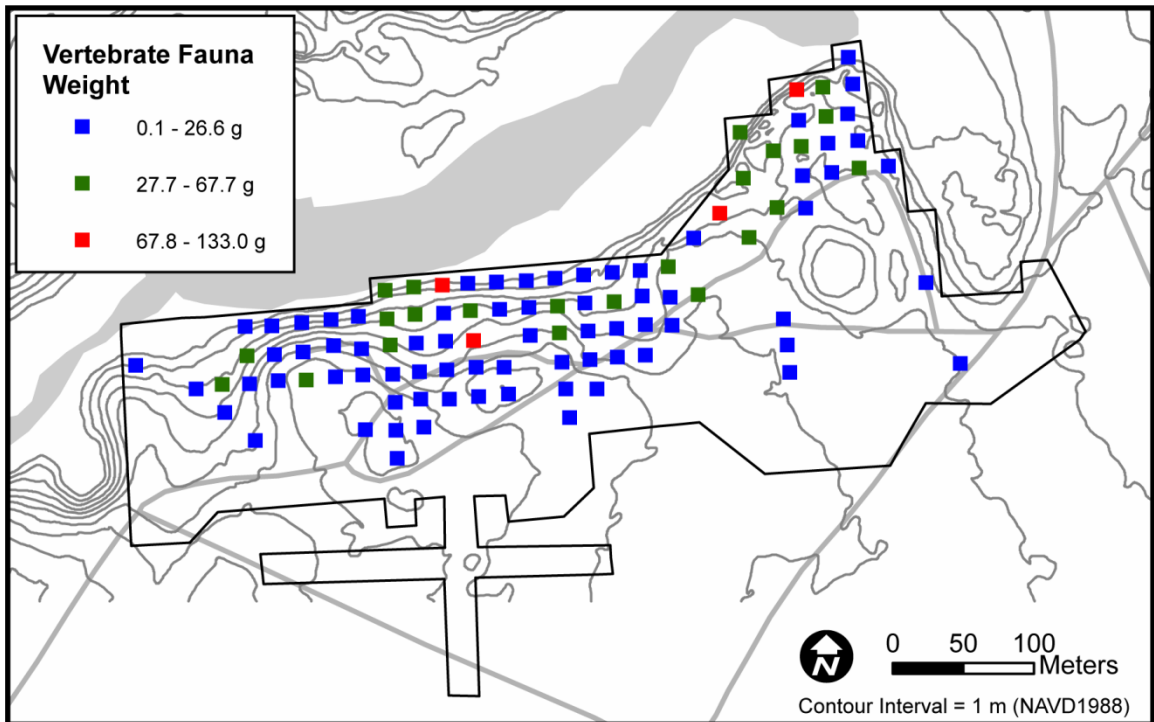 Vertebrate Fauna
Weight
0.1 - 26.6 g
27.7 - 67.7 g
67.8 - 133.0 g
N
0 50 100
Meters
Contour Interval = 1 m (NAVD1988)